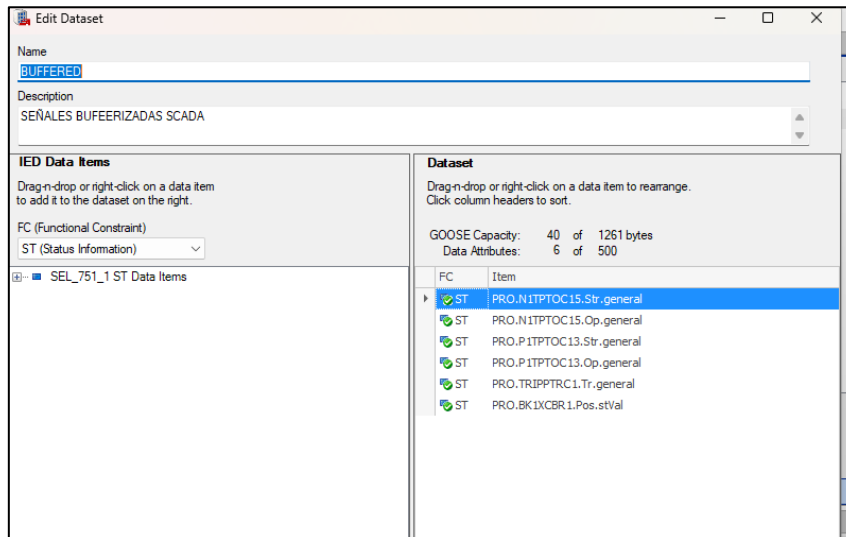 Edit Dataset
Name
BUFFERED
Description
SEÑALES BUFEERIZADAS SCADA
IED Data Items
Drag-n-drop or right-click on a data item
to add it to the dataset on the right.
FC (Functional Constraint)
ST (Status Information)
SEL_751_1 ST Data Items
Dataset
Drag-n-drop or right-click on a data item to rearrange.
Click column headers to sort.
GOOSE Capacity: 40 of 1261 bytes
Data Attributes: 6 of 500
FC Item
ST PRO.N1TPTOC15.Str.general
ST PRO.N1TPTOC15.Op.general
ST PRO.P1TPTOC13.Str.general
ST PRO.P1TPTOC13.Op.general
ST PRO.TRIPPTRC1.Tr.general
ST PRO.BK1XCBR1.Pos.stVal